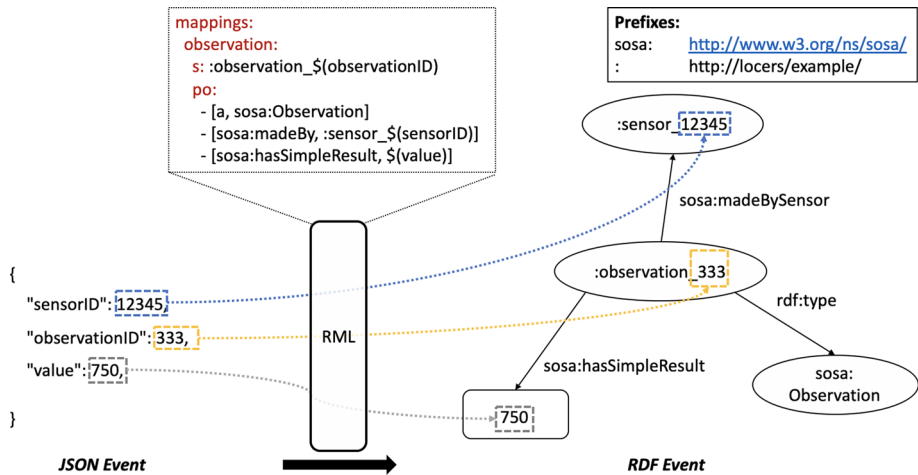 mappings:
observation:
s: :observation_$(observationID)
po:
- [a, sosa:Observation]
- [sosa:madeBy, :sensor_$(sensorID)]
- [sosa:hasSimpleResult, $(value)]
Prefixes:
sosa: http://www.w3.org/ns/sosa/
: http://locers/example/
:sensor_12345
sosa:madeBySensor
{
"sensorID": 12345,
"observationID": 333,
"value": 750,
}
RML
:observation_333
rdf:type
sosa:hasSimpleResult
sosa:
Observation
750
JSON Event
RDF Event